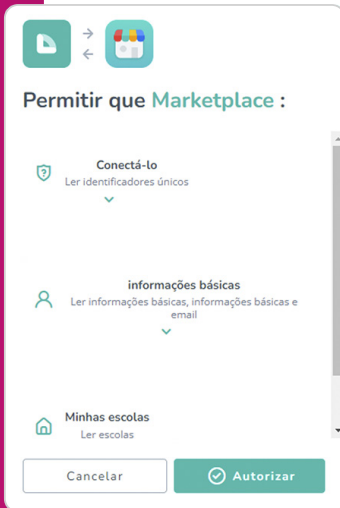 Permitir que Marketplace :
Conectá-lo
Ler identificadores únicos
informações básicas
Ler informações básicas, informações básicas e
email
Minhas escolas
Ler escolas
Cancelar
Autorizar